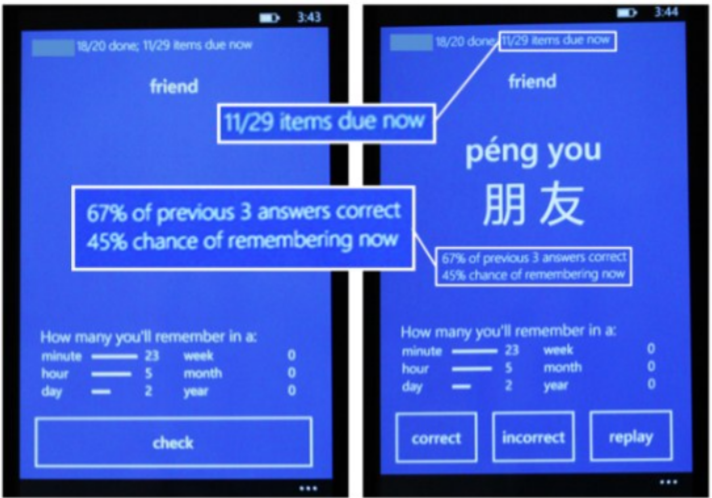 3:43
18/20 done; 11/29 items due now
friend
11/29 items due now
67% of previous 3 answers correct
45% chance of remembering now
How many you'll remember in a:
minute 23 week 0
hour 5 month 0
day 2 year 0
check
3:44
18/20 done; 11/29 items due now
friend
péng you
朋友
67% of previous 3 answers correct
45% chance of remembering now
How many you'll remember in a:
minute 23 week 0
hour 5 month 0
day 2 year 0
correct incorrect replay